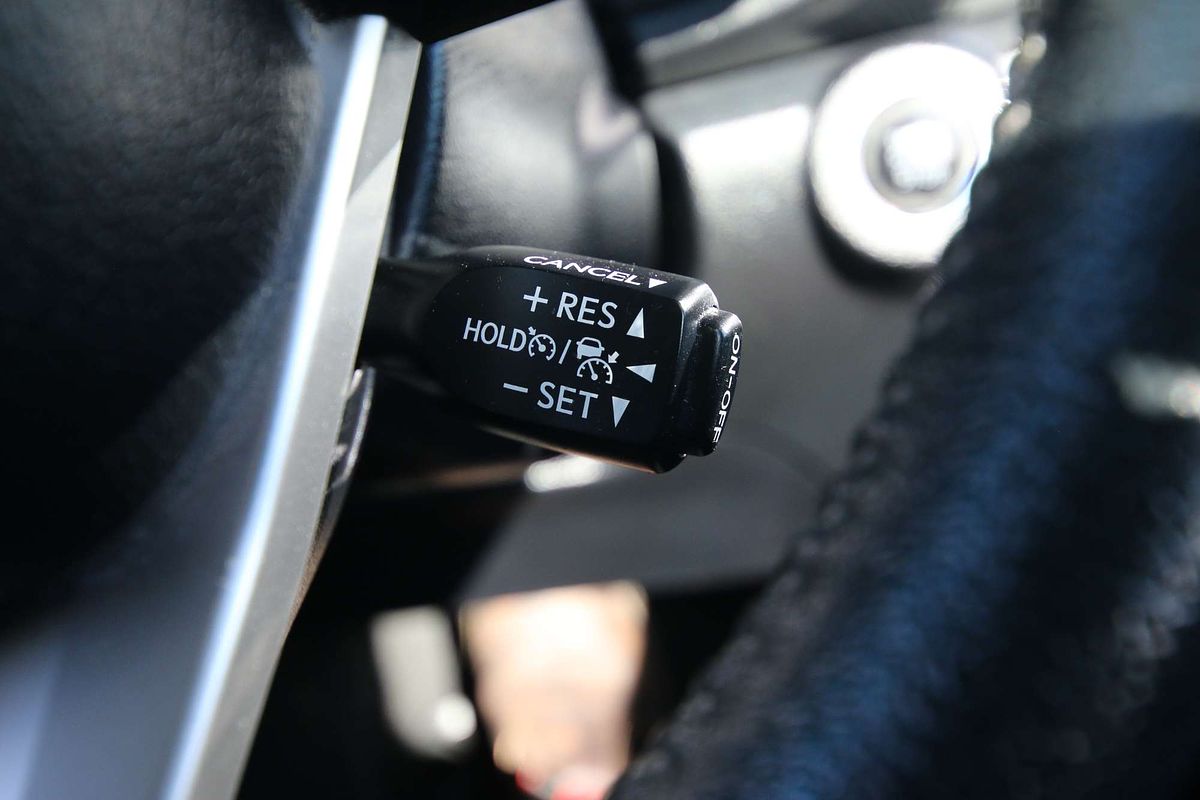 CANCEL▼
+ RES ▲
HOLD / ◀
− SET ▼
ON-OFF